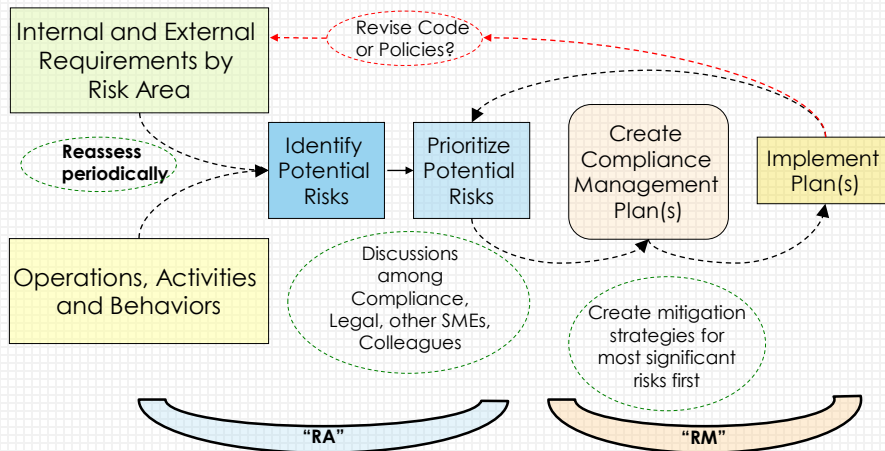 Internal and External
Requirements by
Risk Area
Revise Code
or Policies?
Reassess
periodically
Identify
Potential
Risks
Prioritize
Potential
Risks
Create
Compliance
Management
Plan(s)
Implement
Plan(s)
Operations, Activities
and Behaviors
Discussions
among
Compliance,
Legal, other SMEs,
Colleagues
Create mitigation
strategies for
most significant
risks first
“RA”
“RM”